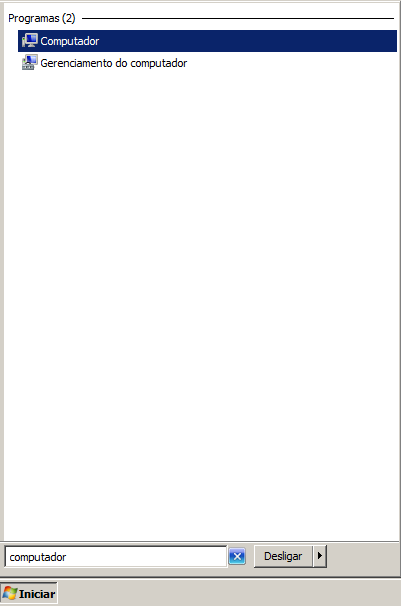 Programas (2)
Computador
Gerenciamento do computador
computador
Desligar
Iniciar